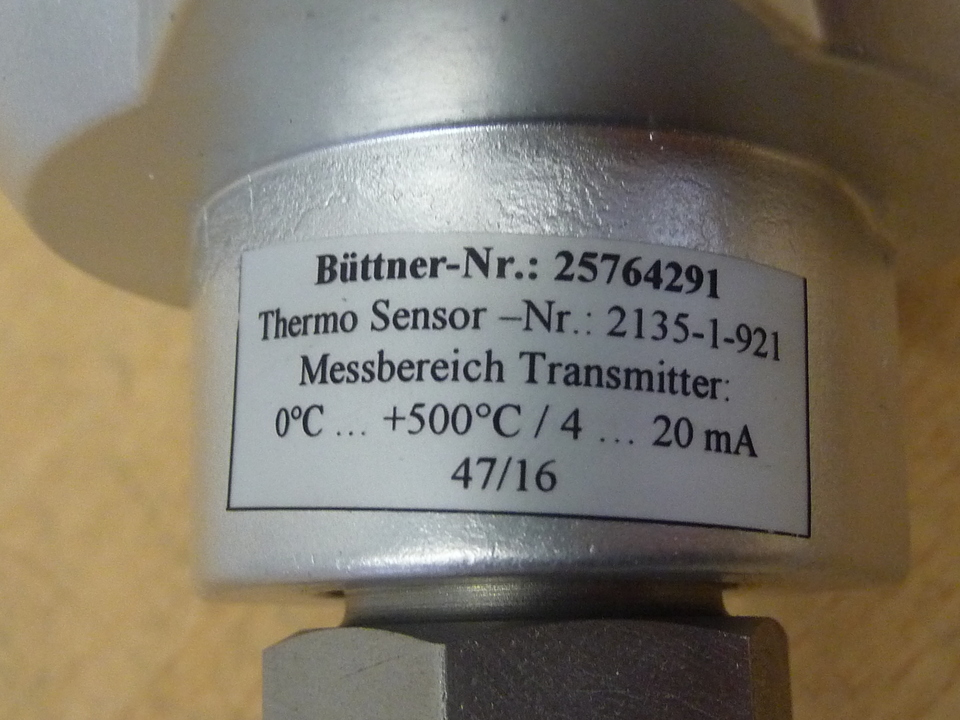 Büttner-Nr.: 25764291
Thermo Sensor –Nr.: 2135-1-921
Messbereich Transmitter:
0°C ... +500°C / 4 ... 20 mA
47/16